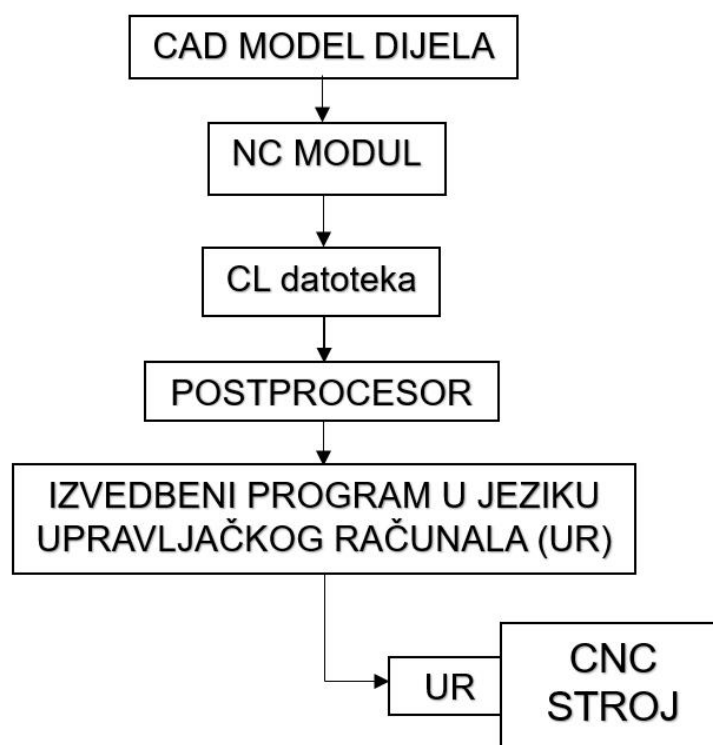 CAD MODEL DIJELA
NC MODUL
CL datoteka
POSTPROCESOR
IZVEDBENI PROGRAM U JEZIKU
UPRAVLJAČKOG RAČUNALA (UR)
UR
CNC
STROJ